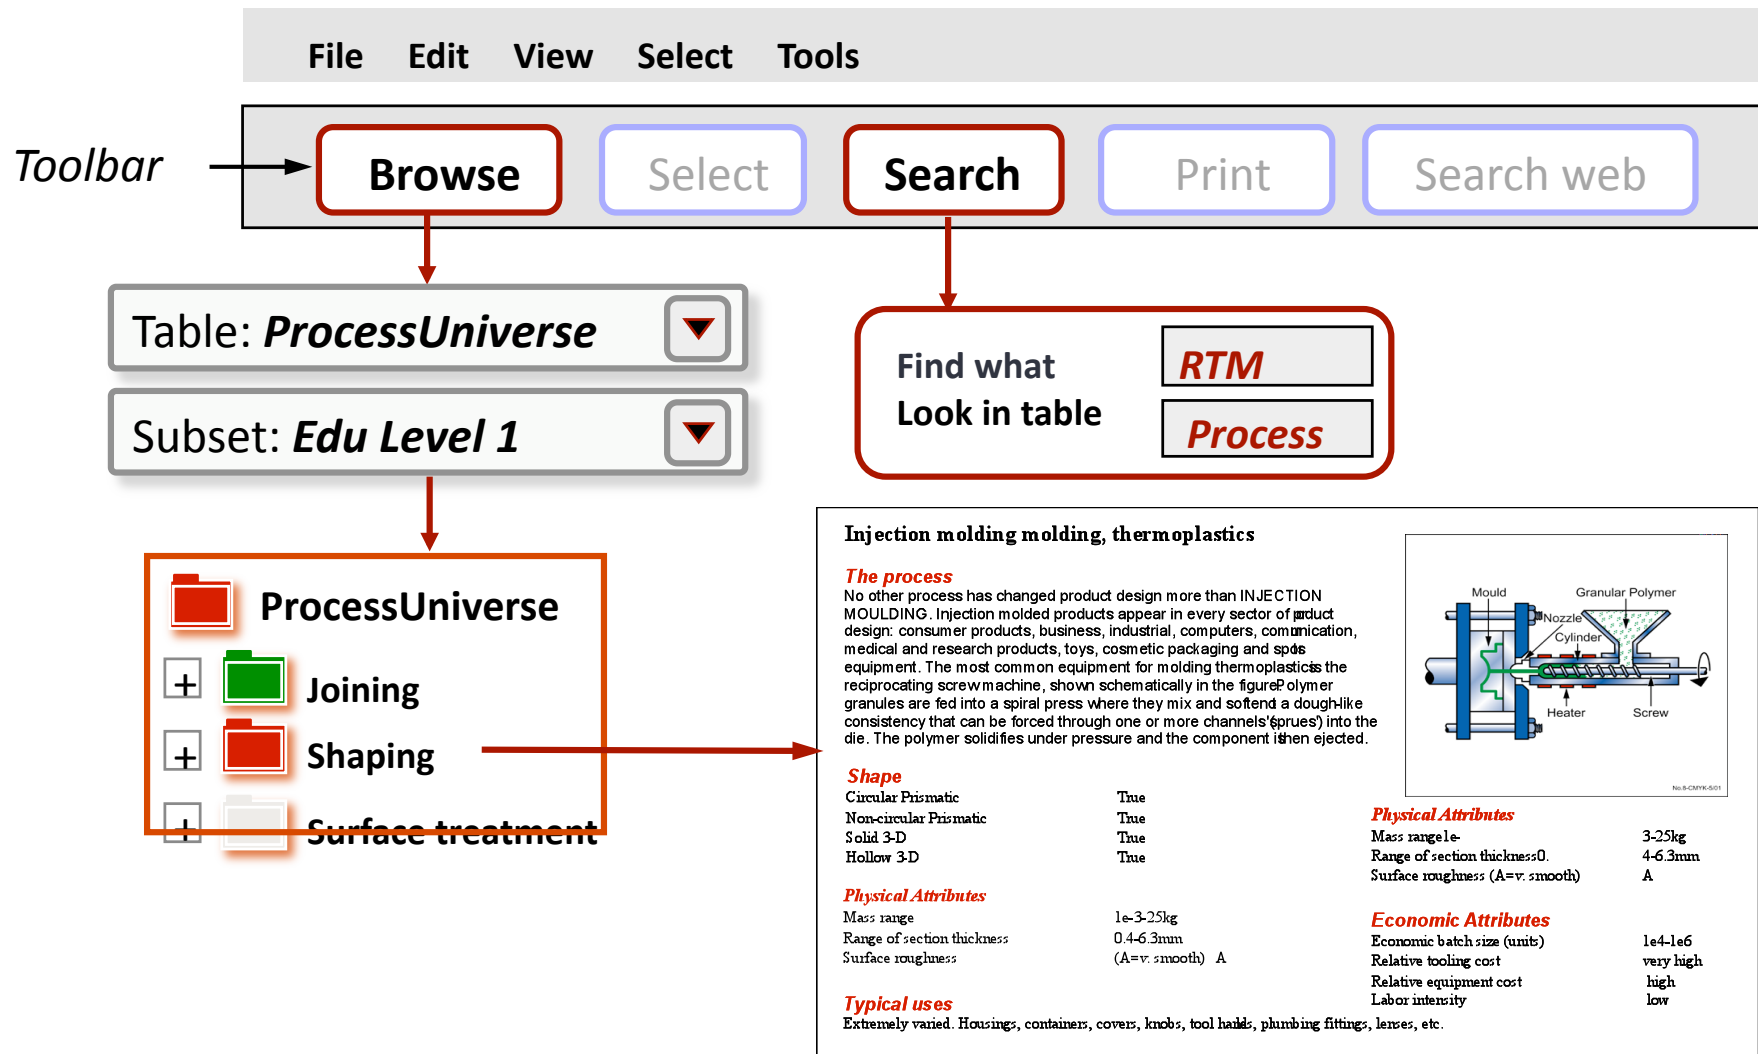 File Edit View Select Tools
Toolbar
Browse Select Search Print Search web
Table: ProcessUniverse
Subset: Edu Level 1
Find what RTM
Look in table Process
ProcessUniverse
+ Joining
+ Shaping
+ Surface treatment
Injection molding molding, thermoplastics
The process
No other process has changed product design more than INJECTION
MOULDING. Injection molded products appear in every sector of product
design: consumer products, business, industrial, computers, communication,
medical and research products, toys, cosmetic packaging and spots
equipment. The most common equipment for molding thermoplastics is the
reciprocating screw machine, shown schematically in the figure Polymer
granules are fed into a spiral press where they mix and soften d a dough-like
consistency that can be forced through one or more channels '(sprues') into the
die. The polymer solidifies under pressure and the component is then ejected.
Mould
Granular Polymer
Nozzle
Cylinder
Heater
Screw
No.6-CMYK-5/01
Shape
Circular Prismatic True
Non-circular Prismatic True
Solid 3-D True
Hollow 3-D True
Physical Attributes
Mass range 1e-3-25kg
Range of section thickness 0.4-6.3mm
Surface roughness (A=v. smooth) A
Typical uses
Extremely varied. Housings, containers, covers, knobs, tool handles, plumbing fittings, lenses, etc.
Physical Attributes
Mass range1e- 3-25kg
Range of section thickness0. 4-6.3mm
Surface roughness (A=v. smooth) A
Economic Attributes
Economic batch size (units) 1e4-1e6
Relative tooling cost very high
Relative equipment cost high
Labor intensity low